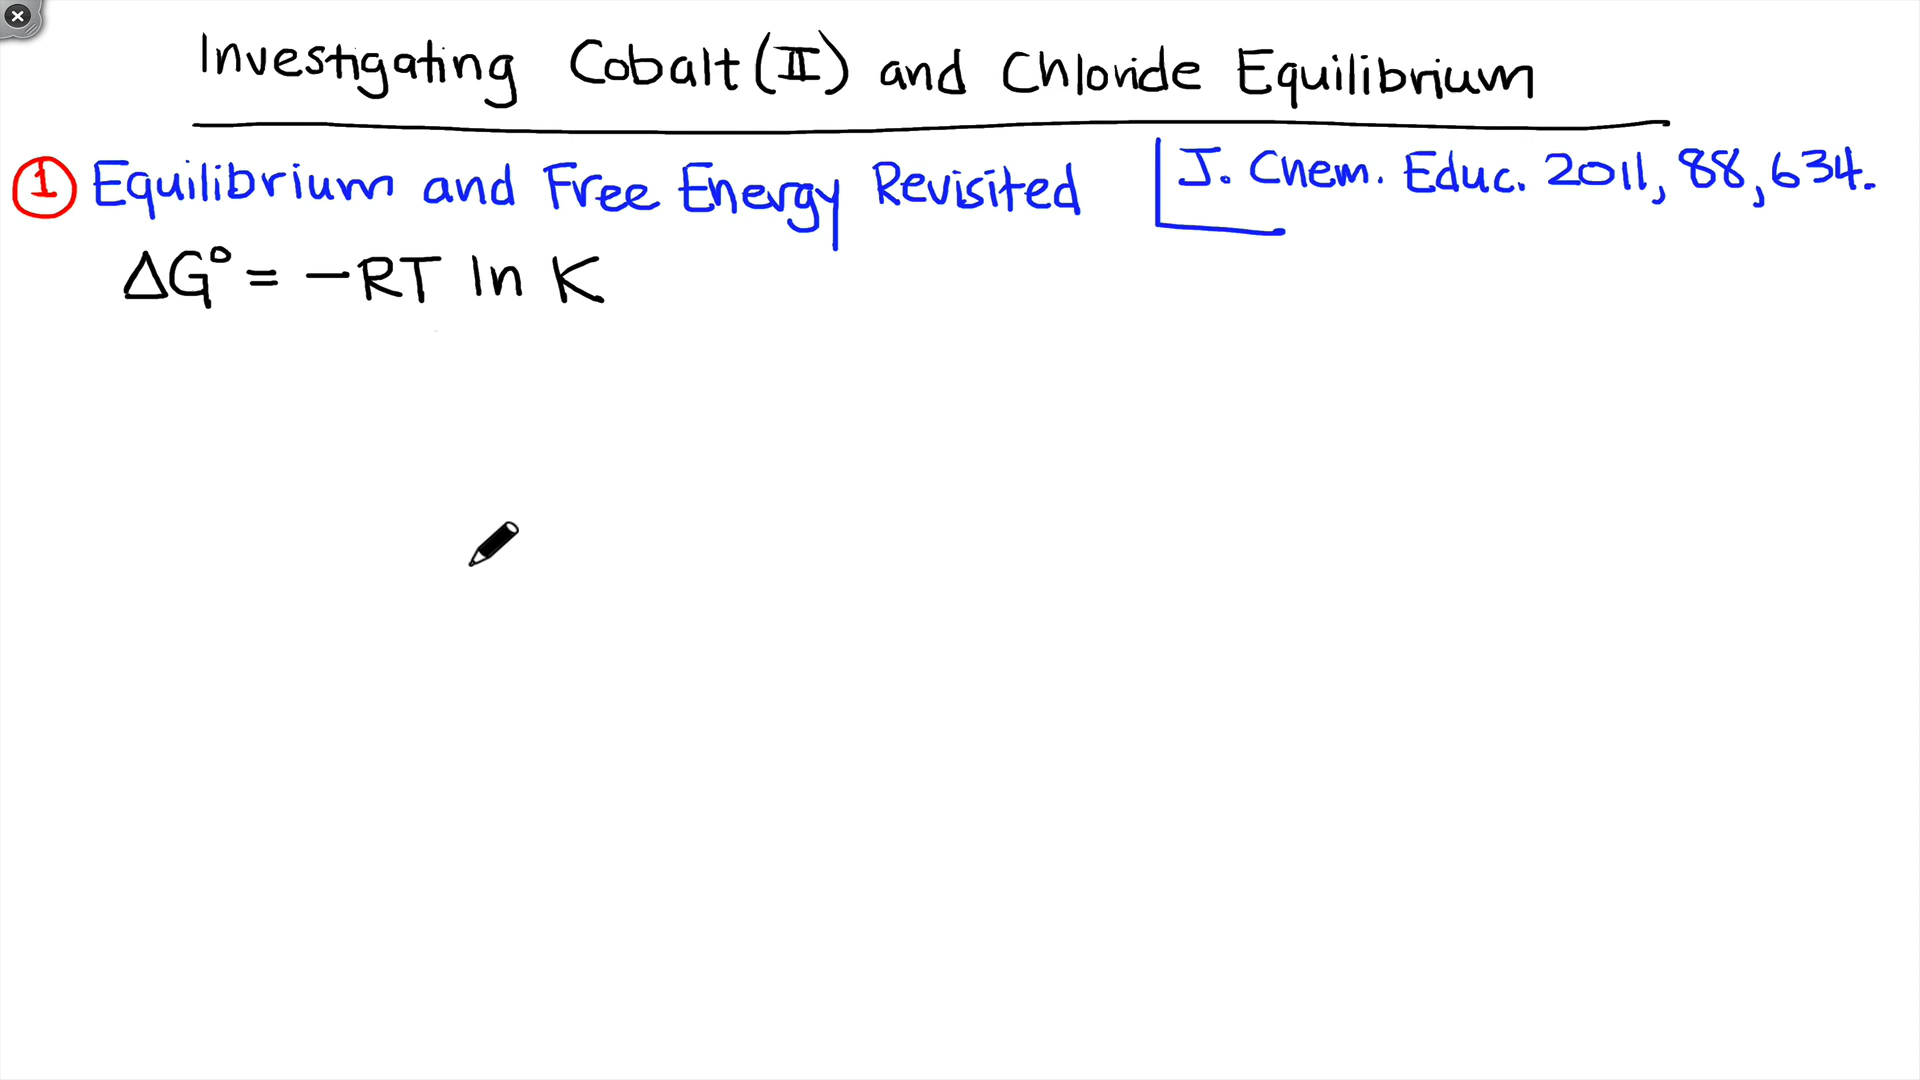 Investigating Cobalt(II) and Chloride Equilibrium
① Equilibrium and Free Energy Revisited
J. Chem. Educ. 2011, 88, 634.
ΔG° = -RT ln K